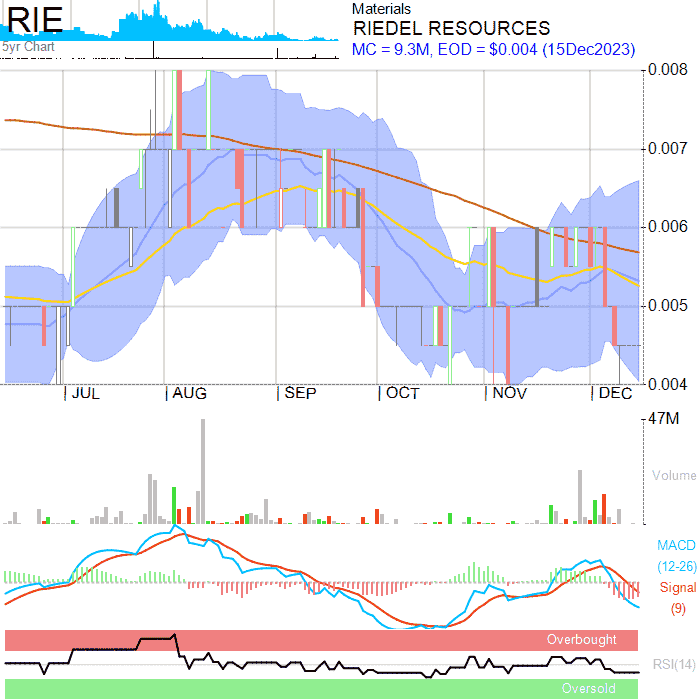 RIE
5yr Chart
Materials
RIEDEL RESOURCES
MC = 9.3M, EOD = $0.004 (15Dec2023)
0.008
0.007
0.006
0.005
0.004
JUL AUG SEP OCT NOV DEC
47M
Volume
MACD
(12-26)
Signal
(9)
Overbought
RSI(14)
Oversold